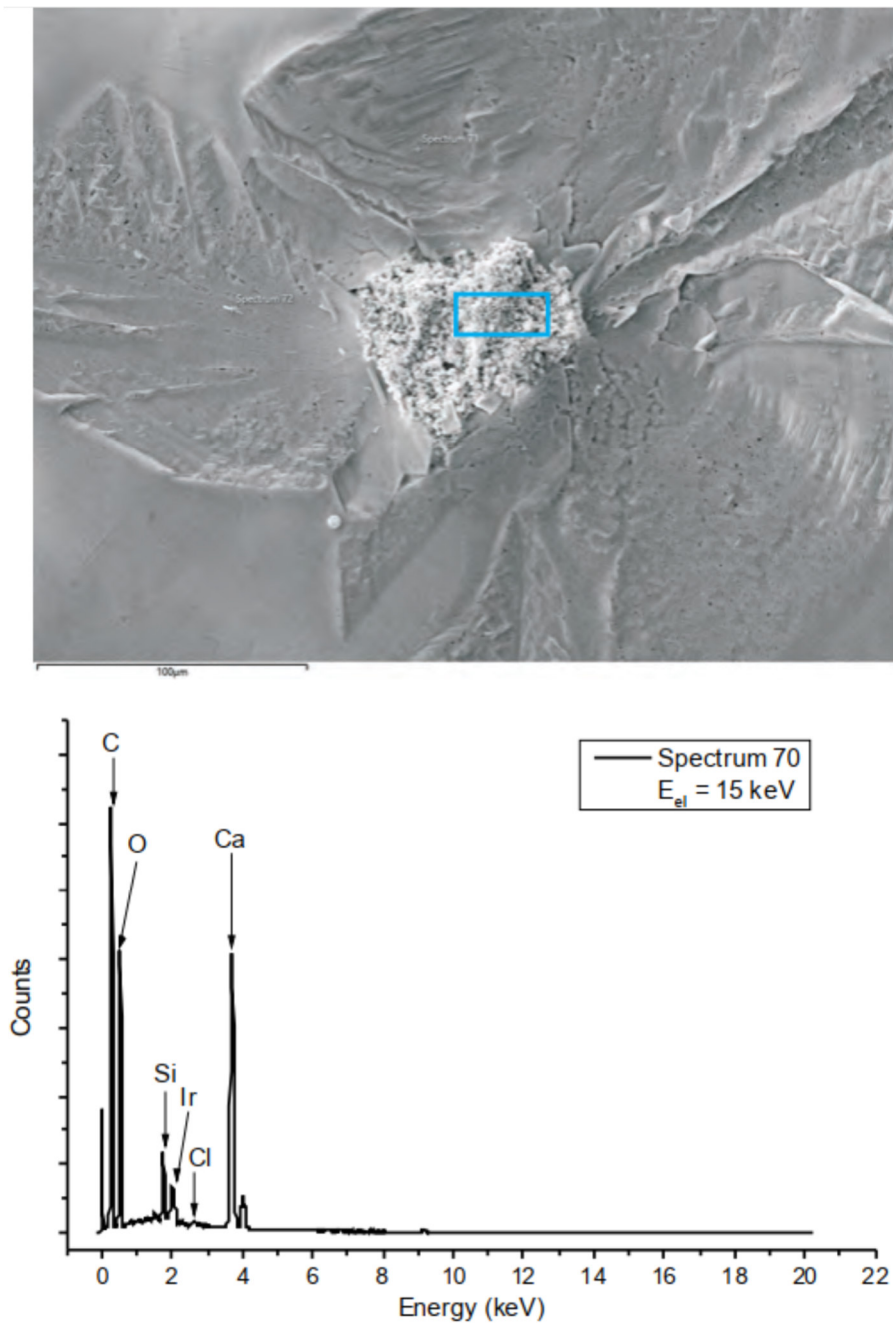 Spectrum 71
Spectrum 72
100μm
C
O
Ca
Si
Ir
Cl
Spectrum 70
E_el = 15 keV
Counts
0 2 4 6 8 10 12 14 16 18 20 22
Energy (keV)